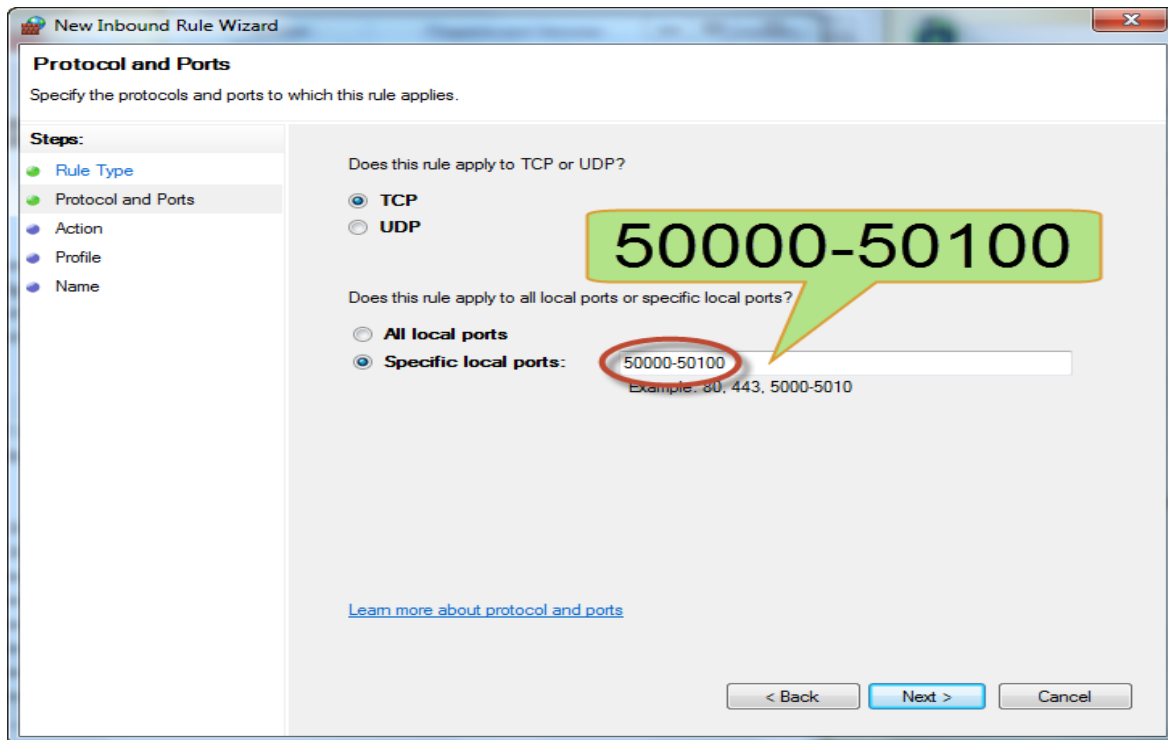 New Inbound Rule Wizard
Protocol and Ports
Specify the protocols and ports to which this rule applies.
Steps:
Rule Type
Protocol and Ports
Action
Profile
Name
Does this rule apply to TCP or UDP?
TCP
UDP
50000-50100
Does this rule apply to all local ports or specific local ports?
All local ports
Specific local ports: 50000-50100
Example: 80, 443, 5000-5010
Learn more about protocol and ports
< Back Next > Cancel